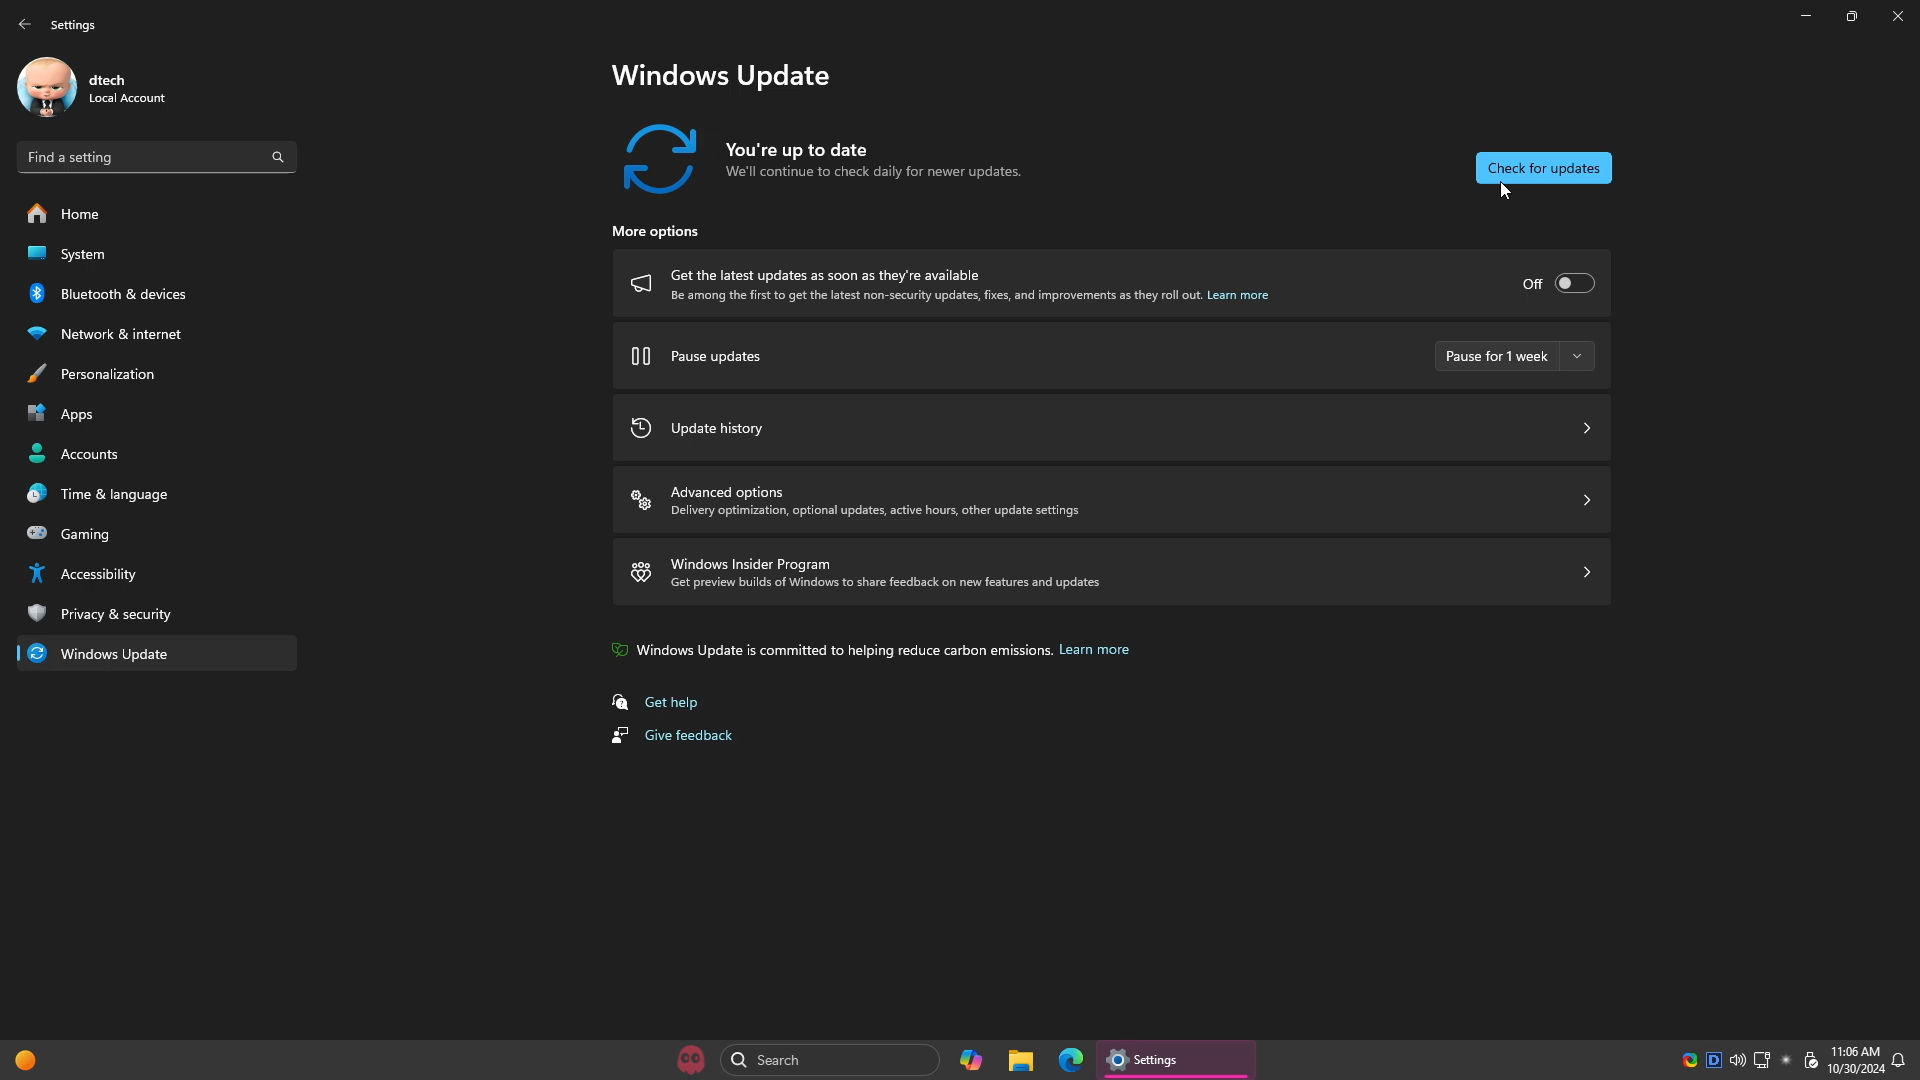 Settings
dtech
Local Account
Find a setting
Home
System
Bluetooth & devices
Network & internet
Personalization
Apps
Accounts
Time & language
Gaming
Accessibility
Privacy & security
Windows Update
Windows Update
You're up to date
We'll continue to check daily for newer updates.
Check for updates
More options
Get the latest updates as soon as they're available
Be among the first to get the latest non-security updates, fixes, and improvements as they roll out. Learn more
Off
Pause updates
Pause for 1 week
Update history
Advanced options
Delivery optimization, optional updates, active hours, other update settings
Windows Insider Program
Get preview builds of Windows to share feedback on new features and updates
Windows Update is committed to helping reduce carbon emissions. Learn more
Get help
Give feedback
Search
Settings
D
11:06 AM
10/30/2024